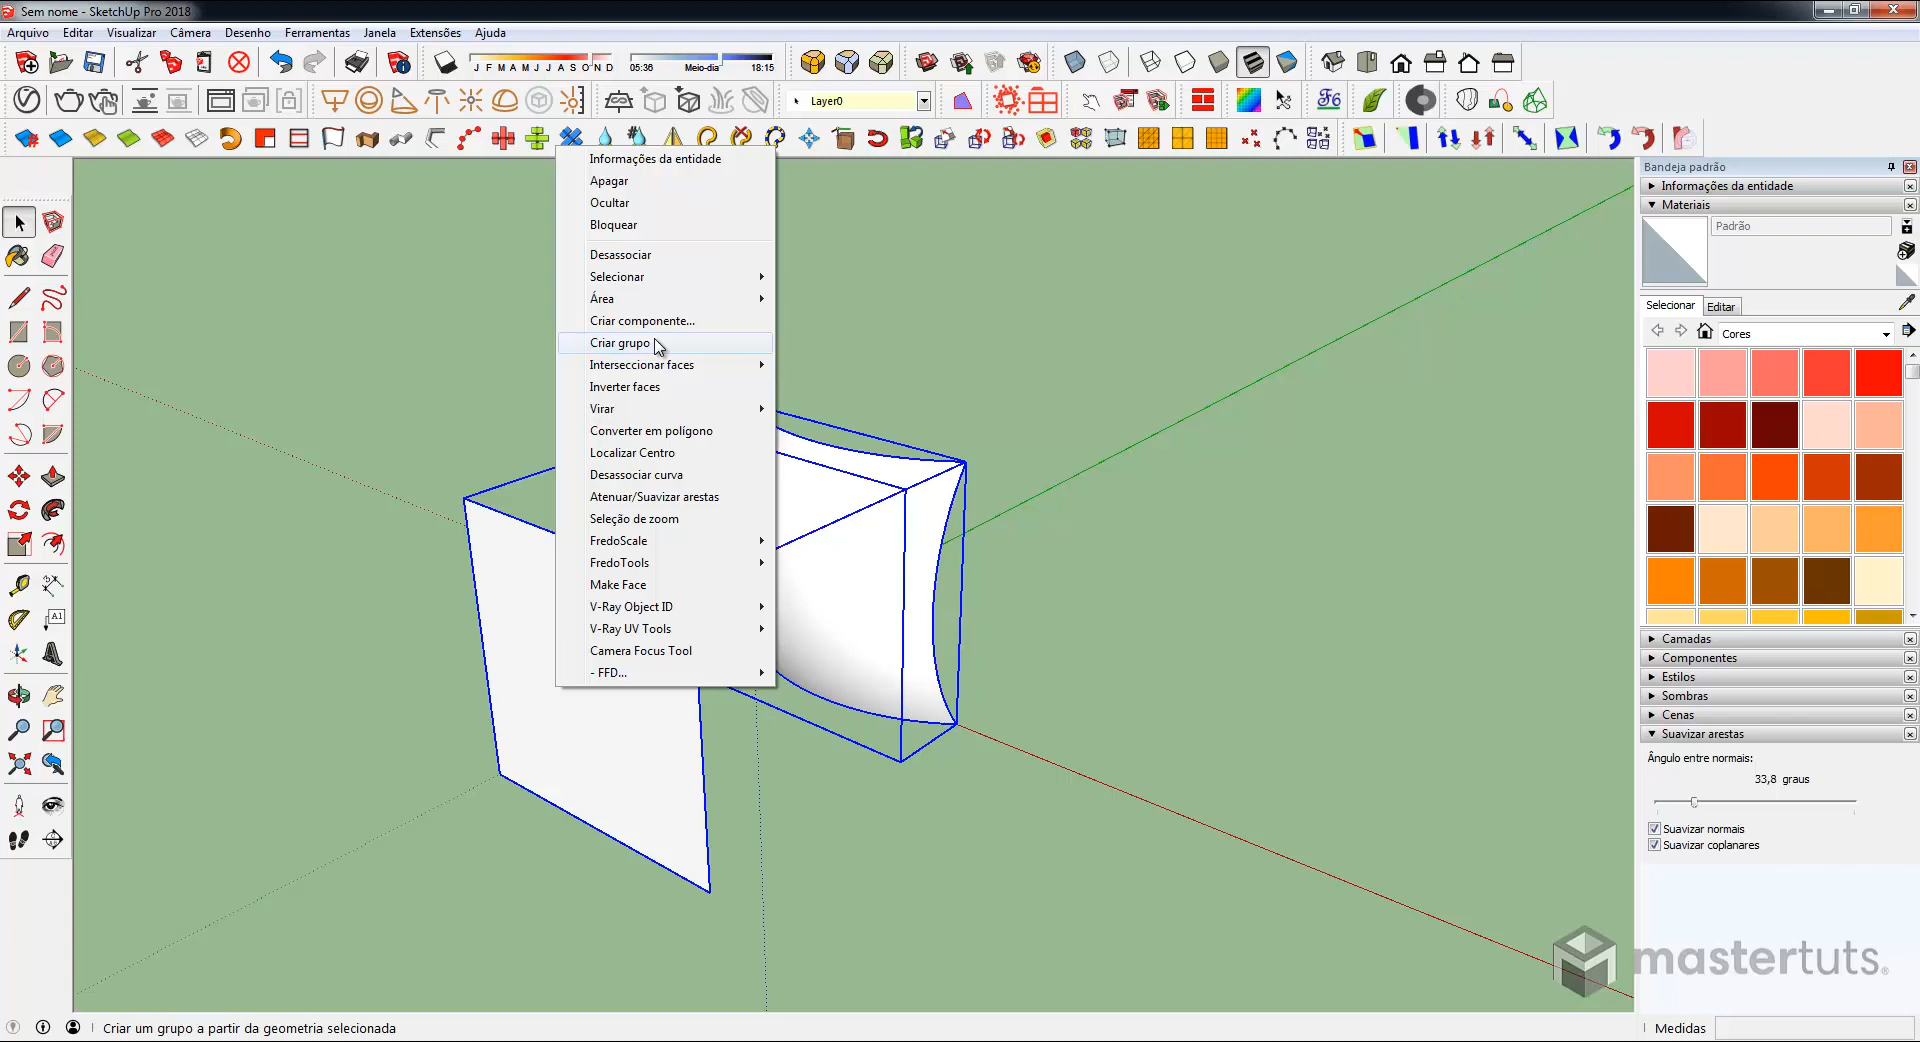 Sem nome - SketchUp Pro 2018
Arquivo Editar Visualizar Câmera Desenho Ferramentas Janela Extensões Ajuda
J F M A M J J A S O N D
05:36 Meio-dia 18:15
Layer0
Informações da entidade
Apagar
Ocultar
Bloquear
Desassociar
Selecionar
Área
Criar componente...
Criar grupo
Interseccionar faces
Inverter faces
Virar
Converter em polígono
Localizar Centro
Desassociar curva
Atenuar/Suavizar arestas
Seleção de zoom
FredoScale
FredoTools
Make Face
V-Ray Object ID
V-Ray UV Tools
Camera Focus Tool
- FFD...
A1
Bandeja padrão
Informações da entidade
Materiais
Padrão
Selecionar Editar
Cores
Camadas
Componentes
Estilos
Sombras
Cenas
Suavizar arestas
Ângulo entre normais:
33,8 graus
Suavizar normais
Suavizar coplanares
mastertuts.
Criar um grupo a partir da geometria selecionada
Medidas